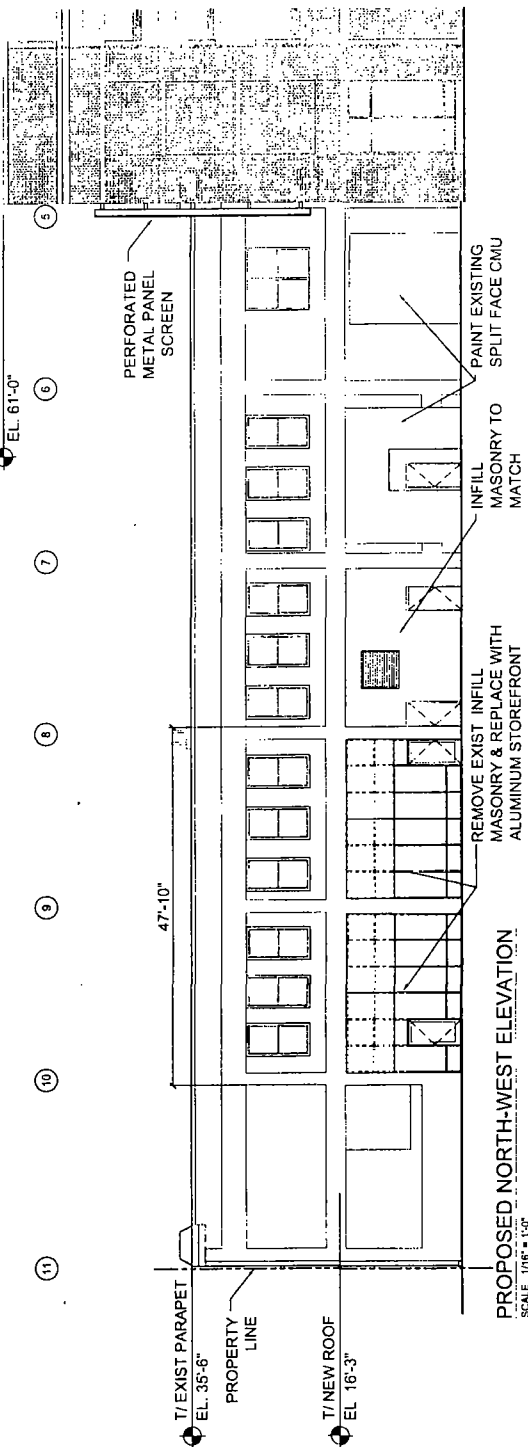 EL. 61'-0"
11
10
9
8
7
6
5
T/ EXIST PARAPET
EL. 35'-6"
PROPERTY
LINE
T/ NEW ROOF
EL 16'-3"
47'-10"
PERFORATED
METAL PANEL
SCREEN
REMOVE EXIST INFILL
MASONRY & REPLACE WITH
ALUMINUM STOREFRONT
INFILL
MASONRY TO
MATCH
PAINT EXISTING
SPLIT FACE CMU
PROPOSED NORTH-WEST ELEVATION
SCALE 1/16" = 1'-0"